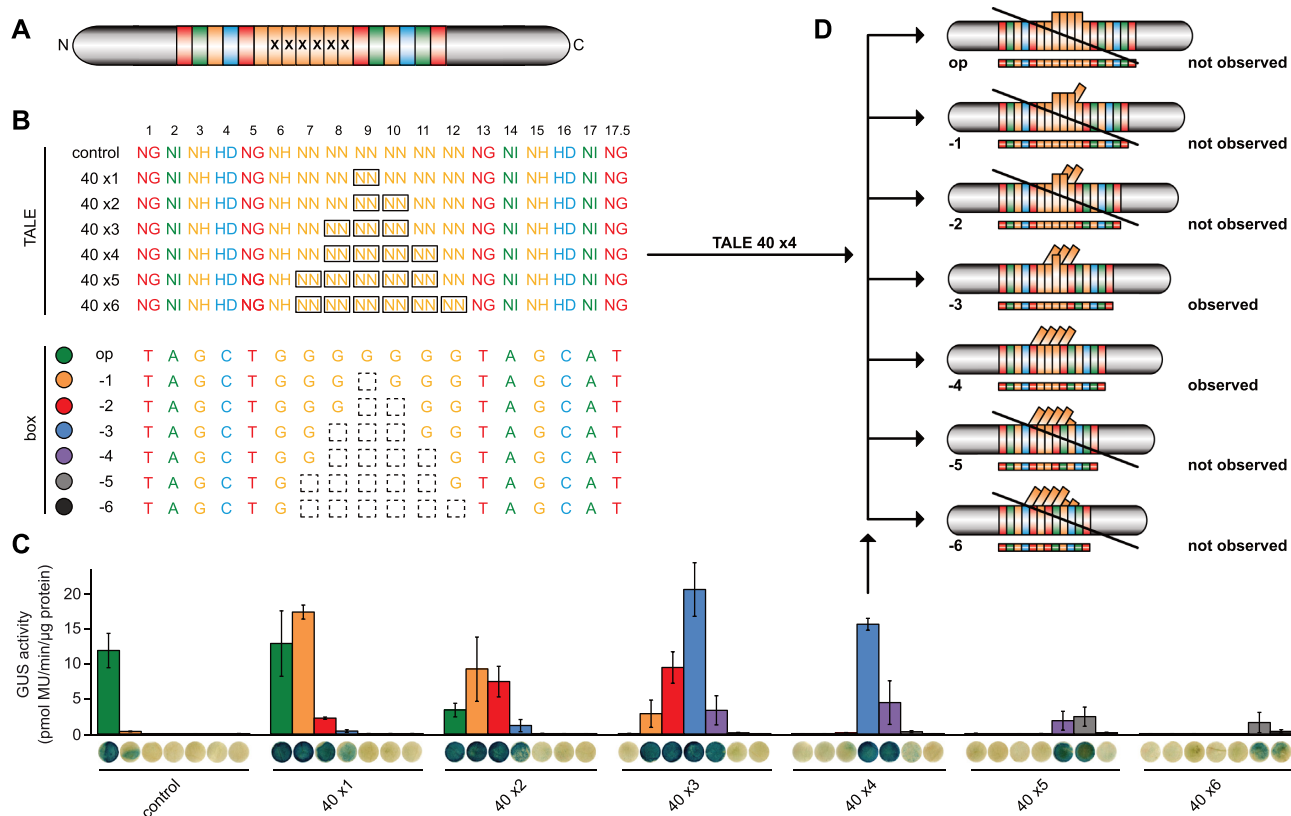 A
N x x x x x x C
B
1 2 3 4 5 6 7 8 9 10 11 12 13 14 15 16 17 17.5
TALE
control NG NI NH HD NG NH NN NN NN NN NN NN NG NI NH HD NI NG
40 x1 NG NI NH HD NG NH NN NN NN NN NN NN NG NI NH HD NI NG
40 x2 NG NI NH HD NG NH NN NN NN NN NN NN NG NI NH HD NI NG
40 x3 NG NI NH HD NG NH NN NN NN NN NN NN NG NI NH HD NI NG
40 x4 NG NI NH HD NG NH NN NN NN NN NN NN NG NI NH HD NI NG
40 x5 NG NI NH HD NG NH NN NN NN NN NN NN NG NI NH HD NI NG
40 x6 NG NI NH HD NG NH NN NN NN NN NN NN NG NI NH HD NI NG
box
op T A G C T G G G G G G G T A G C A T
-1 T A G C T G G G G G G T A G C A T
-2 T A G C T G G G G G T A G C A T
-3 T A G C T G G G G T A G C A T
-4 T A G C T G G G T A G C A T
-5 T A G C T G G T A G C A T
-6 T A G C T G T A G C A T
TALE 40 x4
C
GUS activity
(pmol MU/min/µg protein)
20
15
10
5
0
control
40 x1
40 x2
40 x3
40 x4
40 x5
40 x6
D
op not observed
-1 not observed
-2 not observed
-3 observed
-4 observed
-5 not observed
-6 not observed